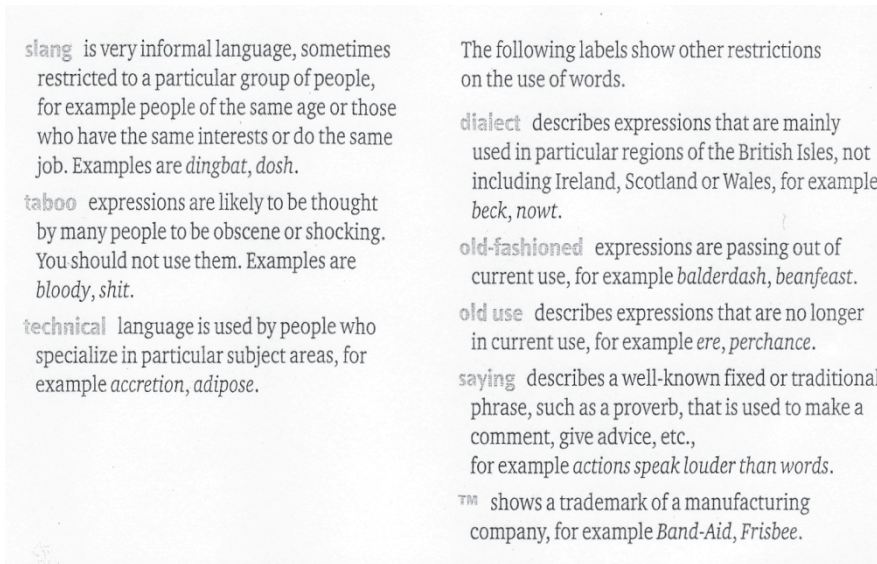 slang is very informal language, sometimes
restricted to a particular group of people,
for example people of the same age or those
who have the same interests or do the same
job. Examples are dingbat, dosh.
taboo expressions are likely to be thought
by many people to be obscene or shocking.
You should not use them. Examples are
bloody, shit.
technical language is used by people who
specialize in particular subject areas, for
example accretion, adipose.
The following labels show other restrictions
on the use of words.
dialect describes expressions that are mainly
used in particular regions of the British Isles, not
including Ireland, Scotland or Wales, for example
beck, nowt.
old-fashioned expressions are passing out of
current use, for example balderdash, beanfeast.
old use describes expressions that are no longer
in current use, for example ere, perchance.
saying describes a well-known fixed or traditional
phrase, such as a proverb, that is used to make a
comment, give advice, etc.,
for example actions speak louder than words.
™ shows a trademark of a manufacturing
company, for example Band-Aid, Frisbee.